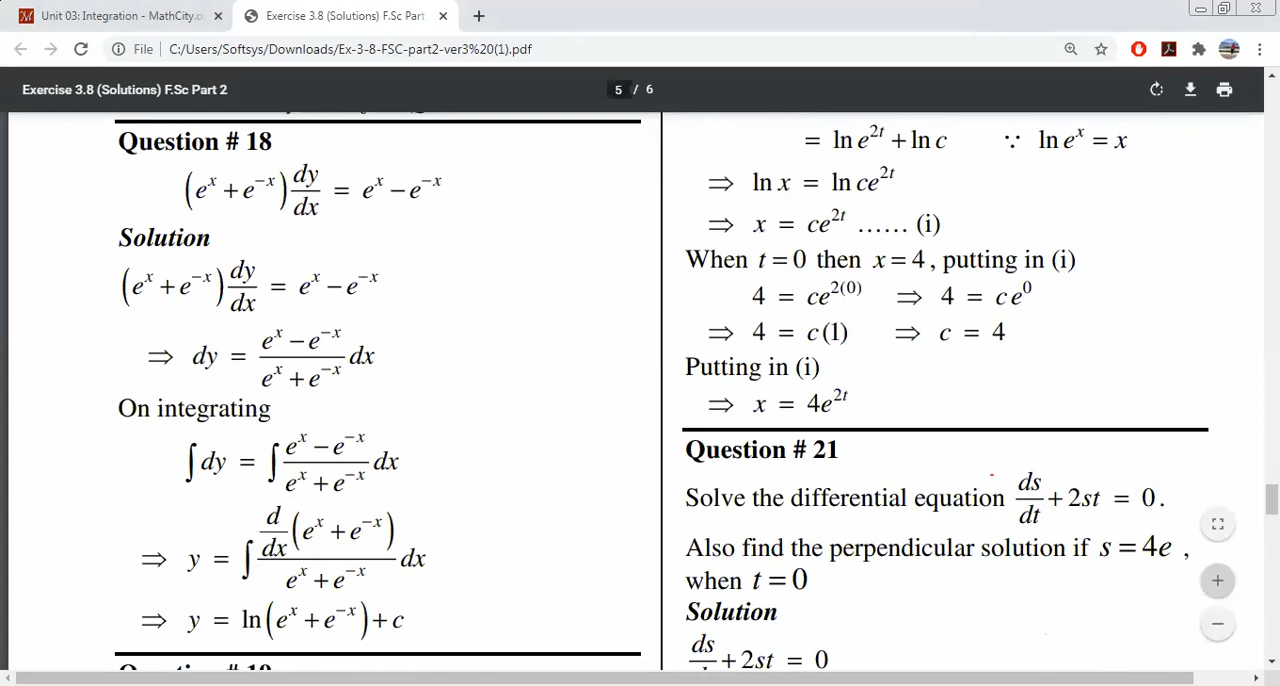 Unit 03: Integration - MathCity.o
Exercise 3.8 (Solutions) F.Sc Part
File | C:/Users/Softsys/Downloads/Ex-3-8-FSC-part2-ver3%20(1).pdf
Exercise 3.8 (Solutions) F.Sc Part 2
5 / 6
Question # 18
(e^x + e^{-x}) dy/dx = e^x - e^{-x}
Solution
(e^x + e^{-x}) dy/dx = e^x - e^{-x}
⇒ dy = (e^x - e^{-x})/(e^x + e^{-x}) dx
On integrating
∫ dy = ∫ (e^x - e^{-x})/(e^x + e^{-x}) dx
⇒ y = ∫ (d/dx (e^x + e^{-x}))/(e^x + e^{-x}) dx
⇒ y = ln(e^x + e^{-x}) + c
= ln e^{2t} + ln c ∵ ln e^x = x
⇒ ln x = ln ce^{2t}
⇒ x = ce^{2t} ...... (i)
When t = 0 then x = 4 , putting in (i)
4 = ce^{2(0)} ⇒ 4 = ce^0
⇒ 4 = c(1) ⇒ c = 4
Putting in (i)
⇒ x = 4e^{2t}
Question # 21
Solve the differential equation ds/dt + 2st = 0.
Also find the perpendicular solution if s = 4e ,
when t = 0
Solution
ds
+ 2st = 0